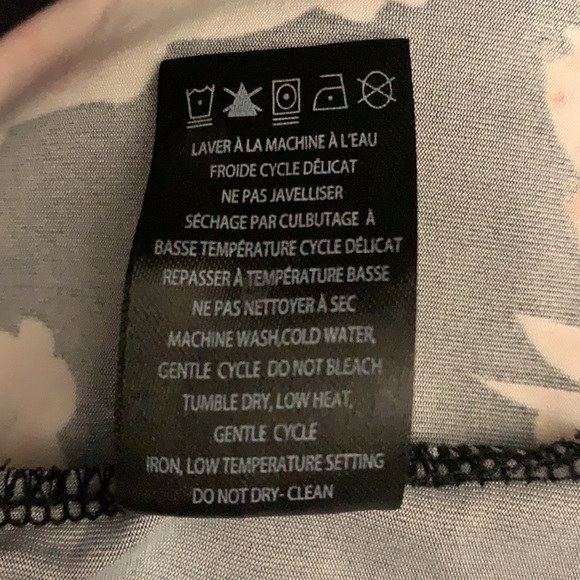 LAVER À LA MACHINE À L'EAU
FROIDE CYCLE DÉLICAT
NE PAS JAVELLISER
SÉCHAGE PAR CULBUTAGE À
BASSE TEMPÉRATURE CYCLE DÉLICAT
REPASSER À TEMPÉRATURE BASSE
NE PAS NETTOYER À SEC
MACHINE WASH,COLD WATER,
GENTLE CYCLE DO NOT BLEACH
TUMBLE DRY, LOW HEAT,
GENTLE CYCLE
IRON, LOW TEMPERATURE SETTING
DO NOT DRY- CLEAN